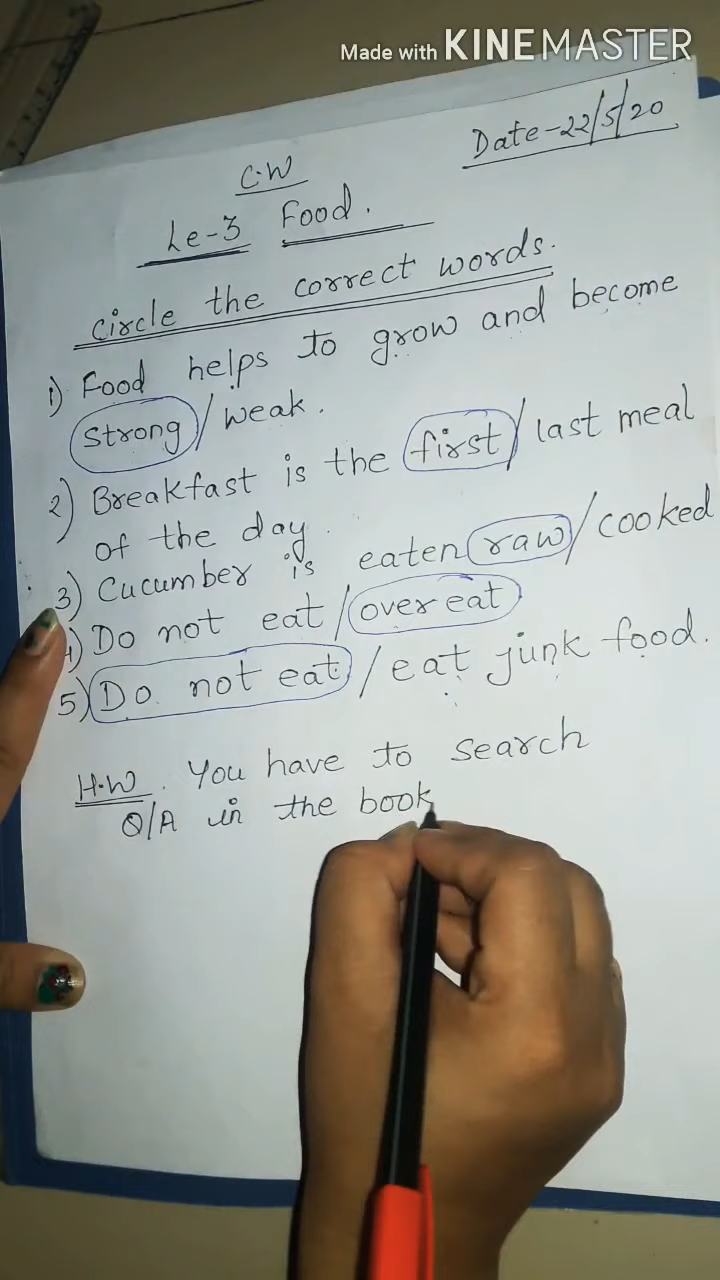 Made with KINEMASTER
Date-22/5/20
C.W
Le-3 Food.
Circle the correct words.
1) Food helps to grow and become
strong/weak.
2) Breakfast is the first/last meal
of the day.
3) Cucumber is eaten raw/cooked
4) Do not eat/over eat
5) Do not eat/eat junk food.
H.W. You have to search
Q/A in the book